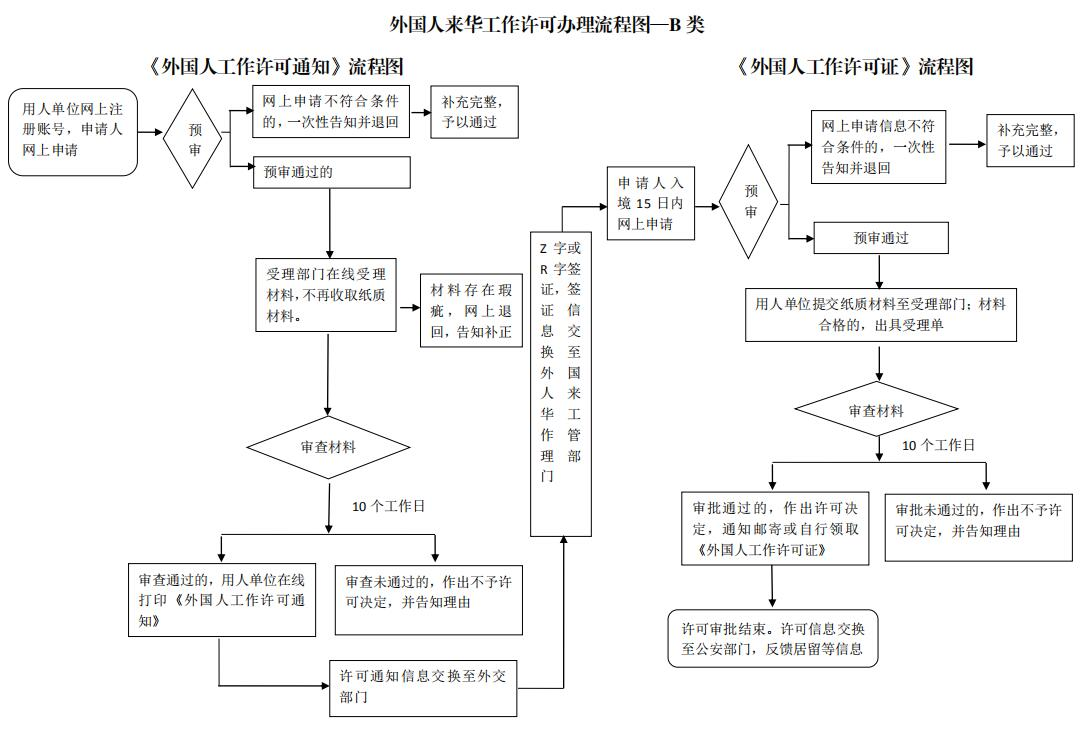 外国人来华工作许可办理流程图—B 类
《外国人工作许可通知》流程图
用人单位网上注
册账号，申请人
网上申请
预
审
网上申请不符合条件
的，一次性告知并退回
补充完整，
予以通过
预审通过的
受理部门在线受理
材料，不再收取纸质
材料。
材料存在瑕
疵，网上退
回，告知补正
审查材料
10 个工作日
审查通过的，用人单位在线
打印《外国人工作许可通
知》
审查未通过的，作出不予许
可决定，并告知理由
许可通知信息交换至外交
部门
Z 字或
R 字签
证，签
证信
息交
换至
外国
人来
华工
作管
理部
门
《外国人工作许可证》流程图
申请人入
境 15 日内
网上申请
预
审
网上申请信息不符
合条件的，一次性
告知并退回
补充完整，
予以通过
预审通过
用人单位提交纸质材料至受理部门；材料
合格的，出具受理单
审查材料
10 个工作日
审批通过的，作出许可决
定，通知邮寄或自行领取
《外国人工作许可证》
审批未通过的，作出不予许
可决定，并告知理由
许可审批结束。许可信息交换
至公安部门，反馈居留等信息